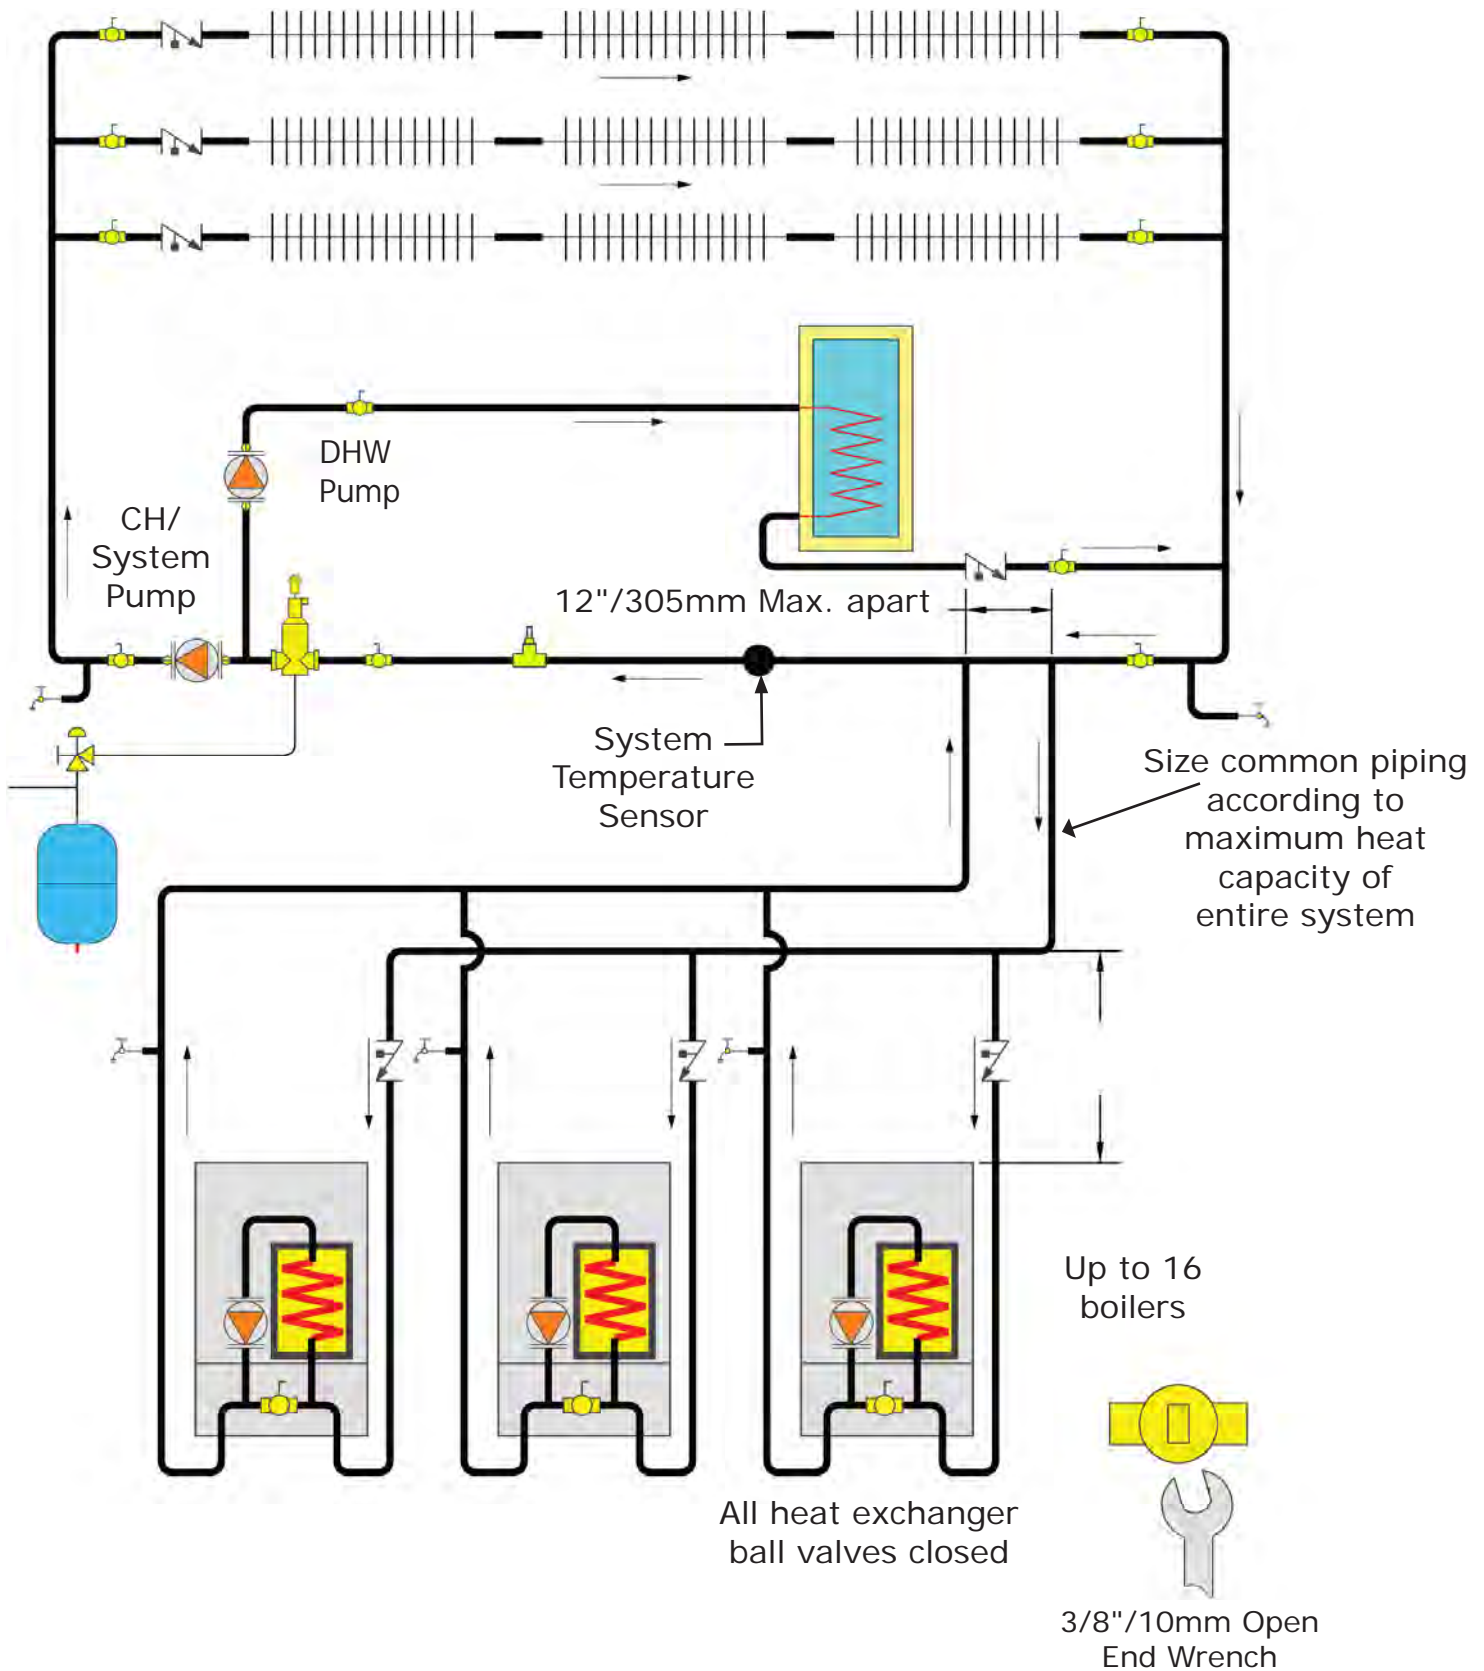 DHW
Pump
CH/
System
Pump
12"/305mm Max. apart
System
Temperature
Sensor
Size common piping
according to
maximum heat
capacity of
entire system
Up to 16
boilers
All heat exchanger
ball valves closed
3/8"/10mm Open
End Wrench